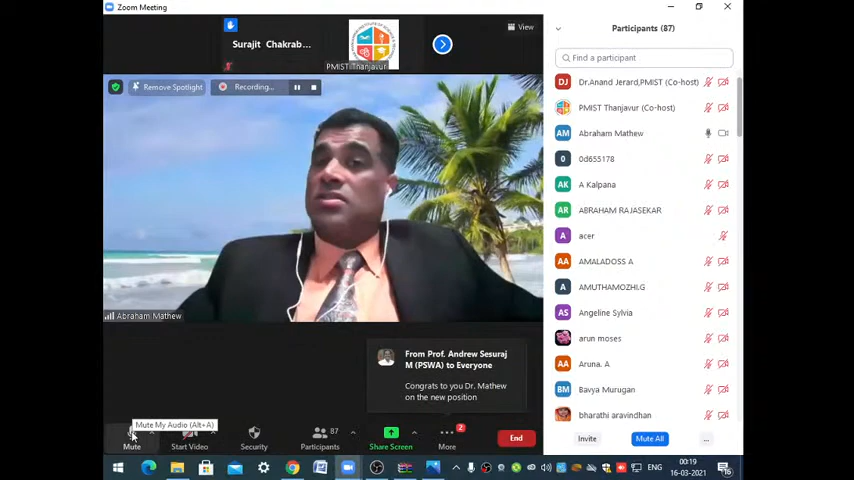 Zoom Meeting
Surajit Chakrab...
PMIST Thanjavur
View
Remove Spotlight
Recording...
Abraham Mathew
From Prof. Andrew Sesuraj
M (PSWA) to Everyone
Congrats to you Dr. Mathew
on the new position
Mute My Audio (Alt+A)
Mute
Start Video
Security
87
Participants
Share Screen
2
More
End
Participants (87)
Find a participant
DJ Dr.Anand Jerard,PMIST (Co-host)
PMIST Thanjavur (Co-host)
AM Abraham Mathew
0 0d655178
AK A Kalpana
AR ABRAHAM RAJASEKAR
A acer
AA AMALADOSS A
A AMUTHAMOZHI.G
AS Angeline Sylvia
arun moses
AA Aruna. A
BM Bavya Murugan
bharathi aravindhan
Invite
Mute All
...
ENG
00:19
16-03-2021